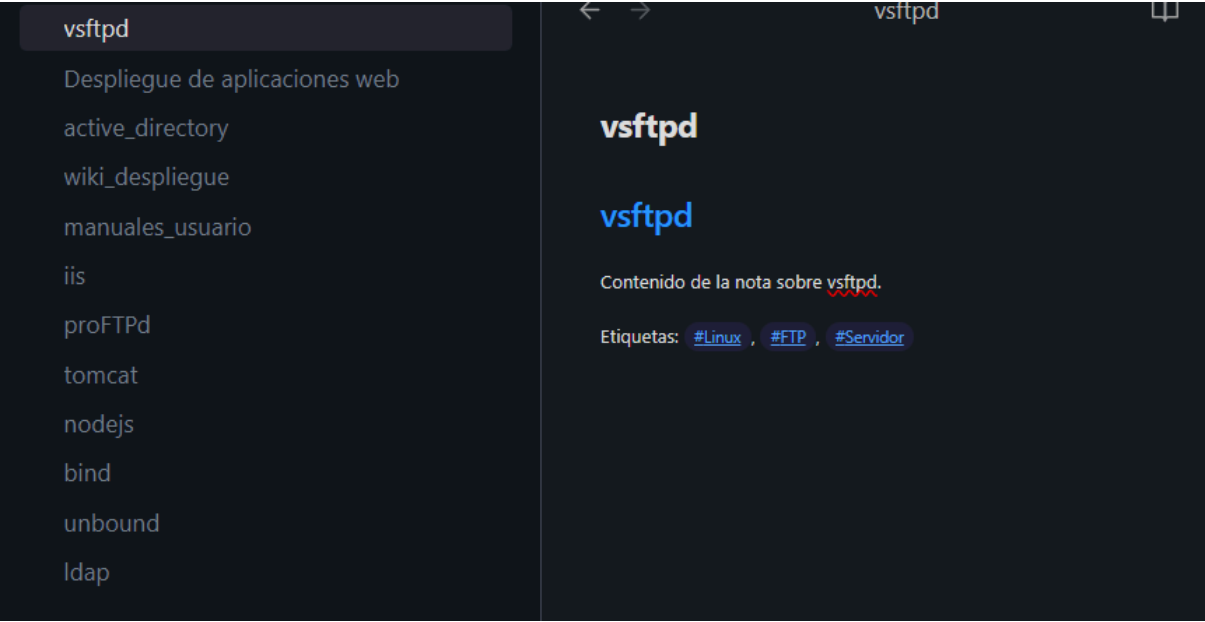 vsftpd
Despliegue de aplicaciones web
active_directory
wiki_despliegue
manuales_usuario
iis
proFTPd
tomcat
nodejs
bind
unbound
ldap
vsftpd
vsftpd
vsftpd
Contenido de la nota sobre vsftpd.
Etiquetas: #Linux , #FTP , #Servidor